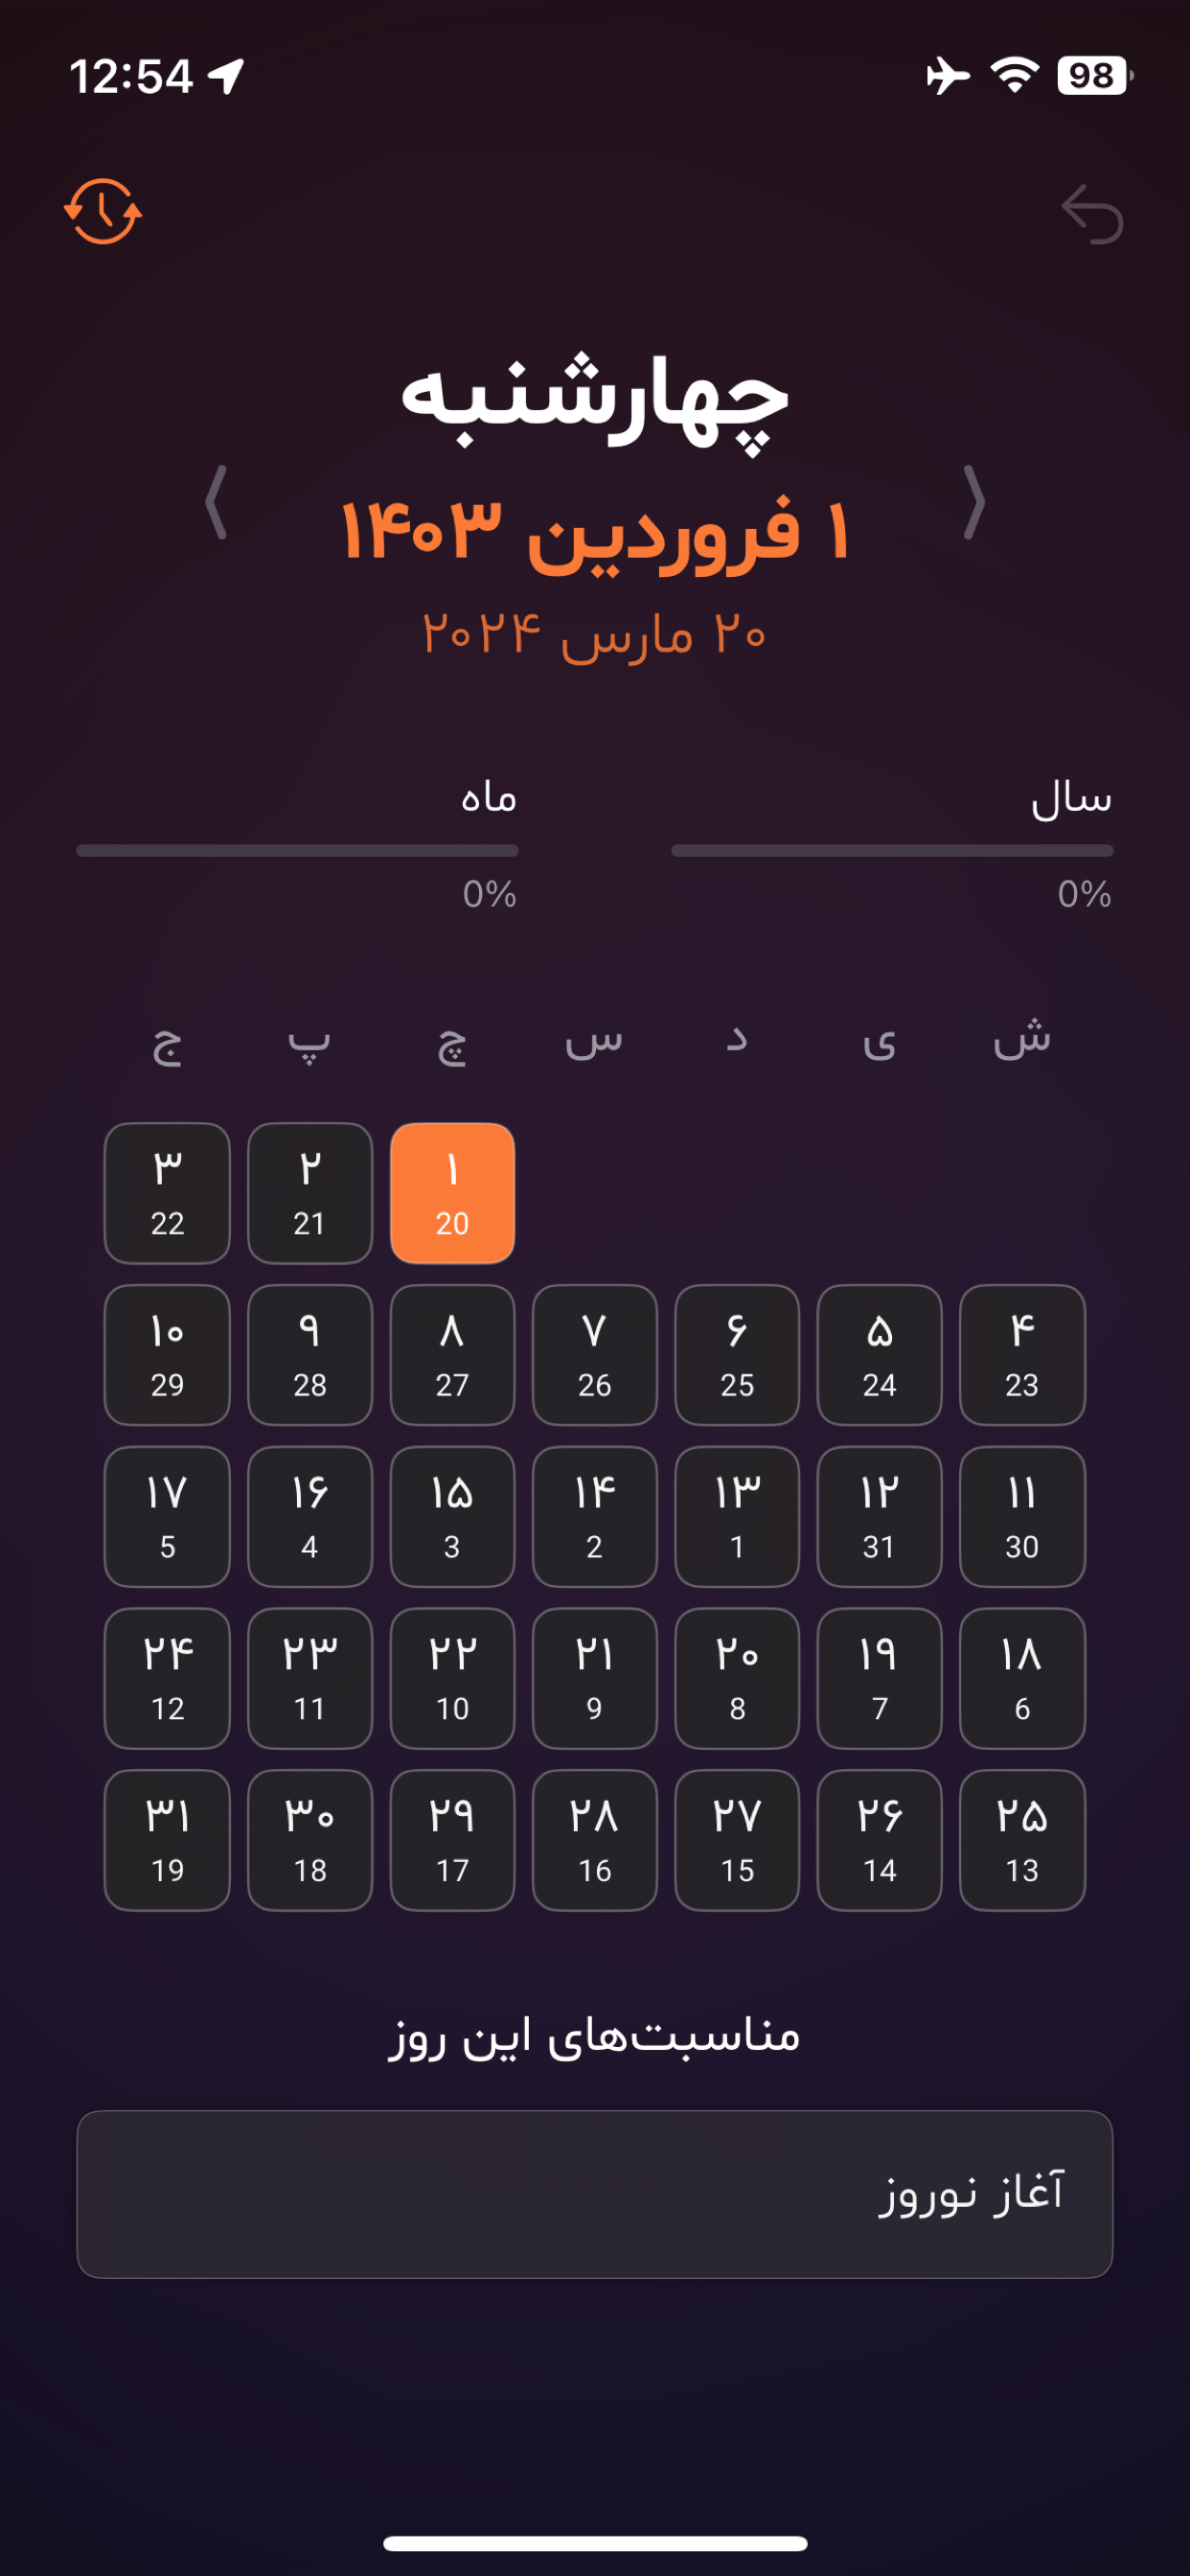 12:54
98
چهارشنبه
۱ فروردین ۱۴۰۳
۲۰ مارس ۲۰۲۴
سال ماه
0% 0%
ش ی د س چ پ ج
۱ ۲ ۳
20 21 22
۴ ۵ ۶ ۷ ۸ ۹ ۱۰
23 24 25 26 27 28 29
۱۱ ۱۲ ۱۳ ۱۴ ۱۵ ۱۶ ۱۷
30 31 1 2 3 4 5
۱۸ ۱۹ ۲۰ ۲۱ ۲۲ ۲۳ ۲۴
6 7 8 9 10 11 12
۲۵ ۲۶ ۲۷ ۲۸ ۲۹ ۳۰ ۳۱
13 14 15 16 17 18 19
مناسبت‌های این روز
آغاز نوروز